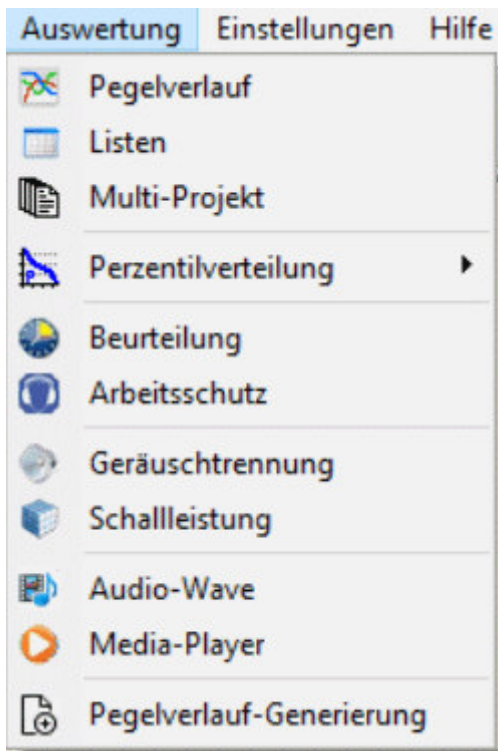 Auswertung Einstellungen Hilfe
Pegelverlauf
Listen
Multi-Projekt
Perzentilverteilung
Beurteilung
Arbeitsschutz
Geräuschtrennung
Schallleistung
Audio-Wave
Media-Player
Pegelverlauf-Generierung